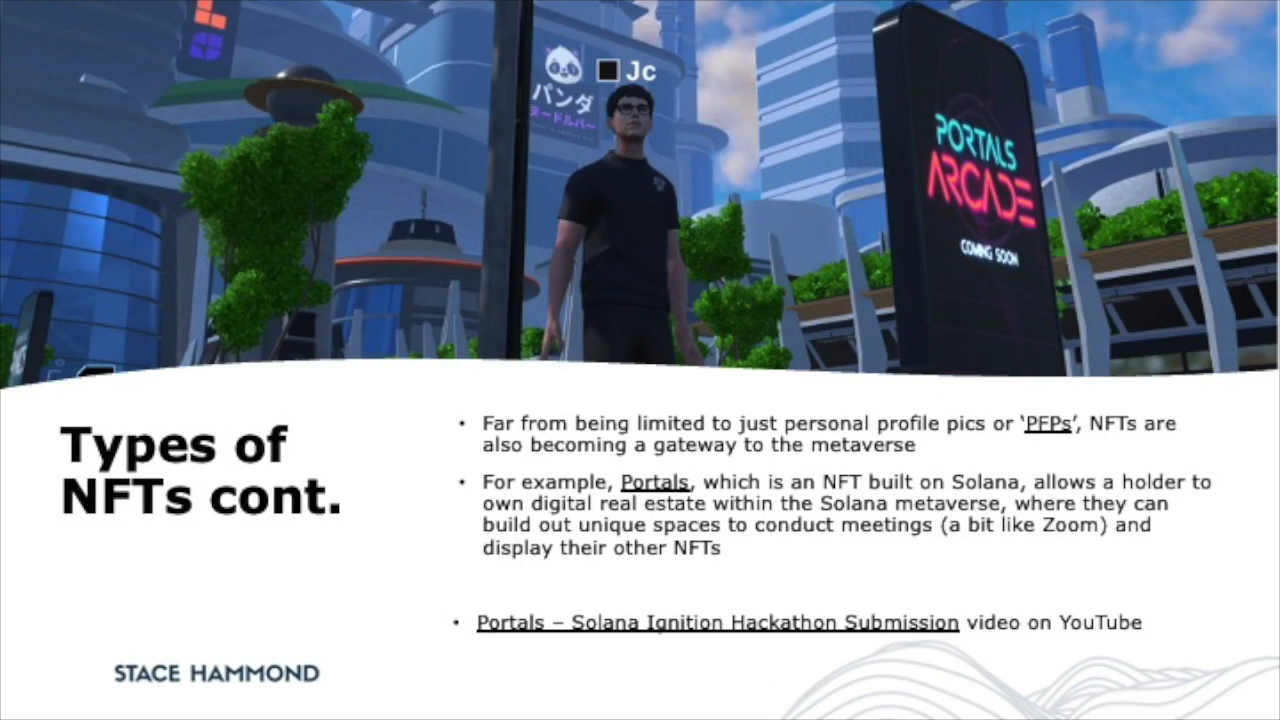 Jc
パンダ
ヌードルバー
PORTALS
ARCADE
COMING SOON
Types of
NFTs cont.
• Far from being limited to just personal profile pics or ‘PFPs’, NFTs are
also becoming a gateway to the metaverse
• For example, Portals, which is an NFT built on Solana, allows a holder to
own digital real estate within the Solana metaverse, where they can
build out unique spaces to conduct meetings (a bit like Zoom) and
display their other NFTs
• Portals – Solana Ignition Hackathon Submission video on YouTube
STACE HAMMOND